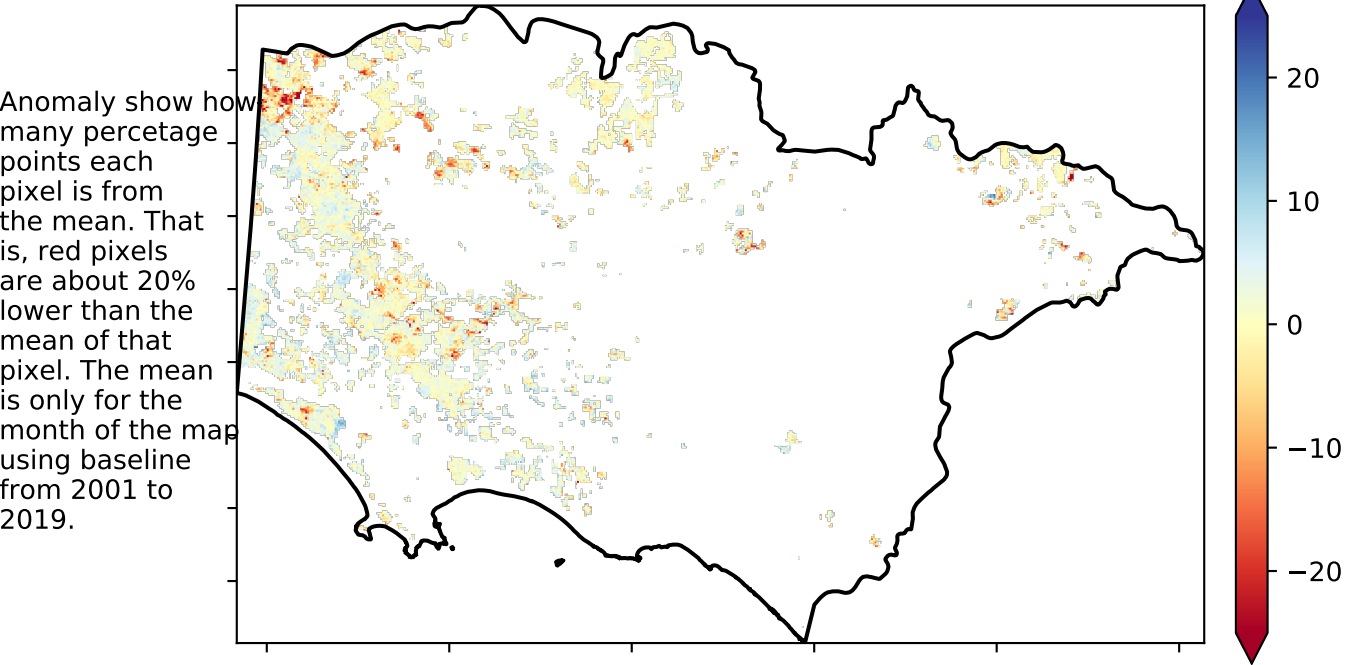 Anomaly show how
many percetage
points each
pixel is from
the mean. That
is, red pixels
are about 20%
lower than the
mean of that
pixel. The mean
is only for the
month of the map
using baseline
from 2001 to
2019.
20
10
0
−10
−20